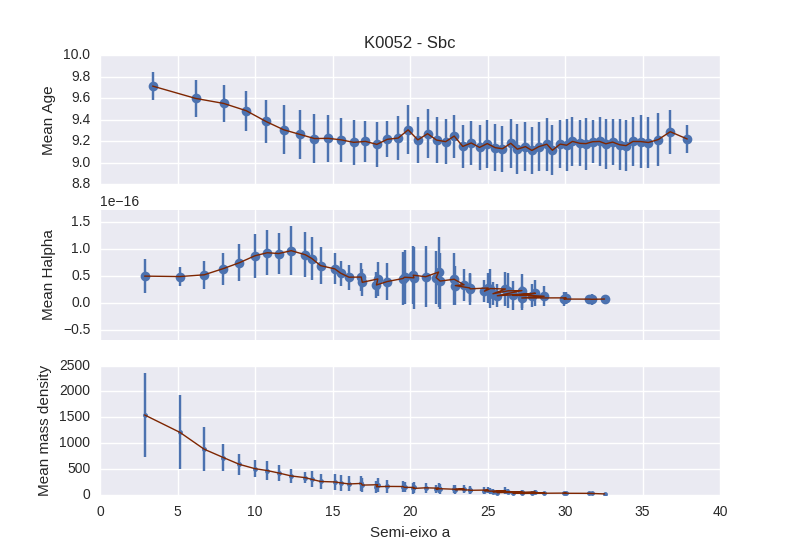 K0052 - Sbc
10.0
9.8
9.6
9.4
9.2
9.0
8.8
Mean Age
1e−16
1.5
1.0
0.5
0.0
−0.5
Mean Halpha
2500
2000
1500
1000
500
0
Mean mass density
0 5 10 15 20 25 30 35 40
Semi-eixo a